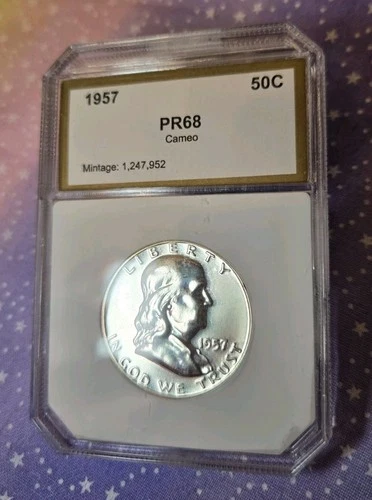 1957
50C
PR68
Cameo
Mintage: 1,247,952
LIBERTY
1957
IN GOD WE TRUST